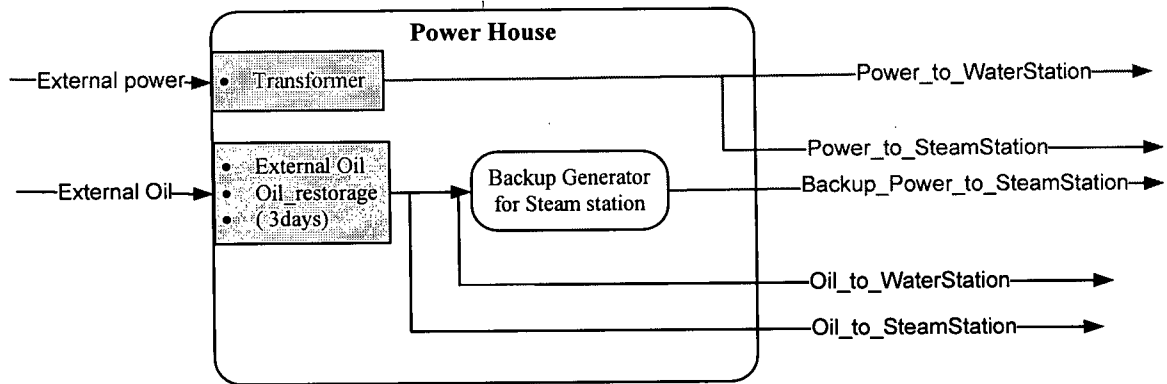 Power House
External power
Transformer
Power_to_WaterStation
Power_to_SteamStation
External Oil
External Oil
Oil_restorage
( 3days)
Backup Generator
for Steam station
Backup_Power_to_SteamStation
Oil_to_WaterStation
Oil_to_SteamStation